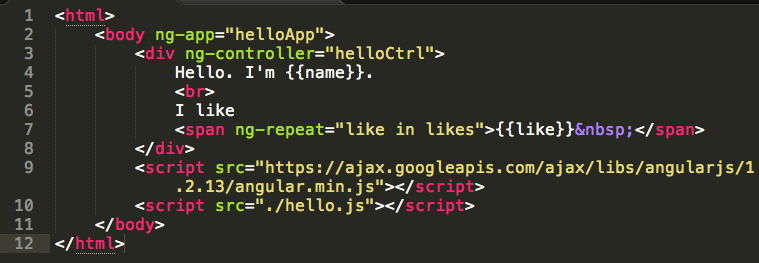 1 <html>
2 <body ng-app="helloApp">
3 <div ng-controller="helloCtrl">
4 Hello. I'm {{name}}.
5 <br>
6 I like
7 <span ng-repeat="like in likes">{{like}}&nbsp;</span>
8 </div>
9 <script src="https://ajax.googleapis.com/ajax/libs/angularjs/1
.2.13/angular.min.js"></script>
10 <script src="./hello.js"></script>
11 </body>
12 </html>